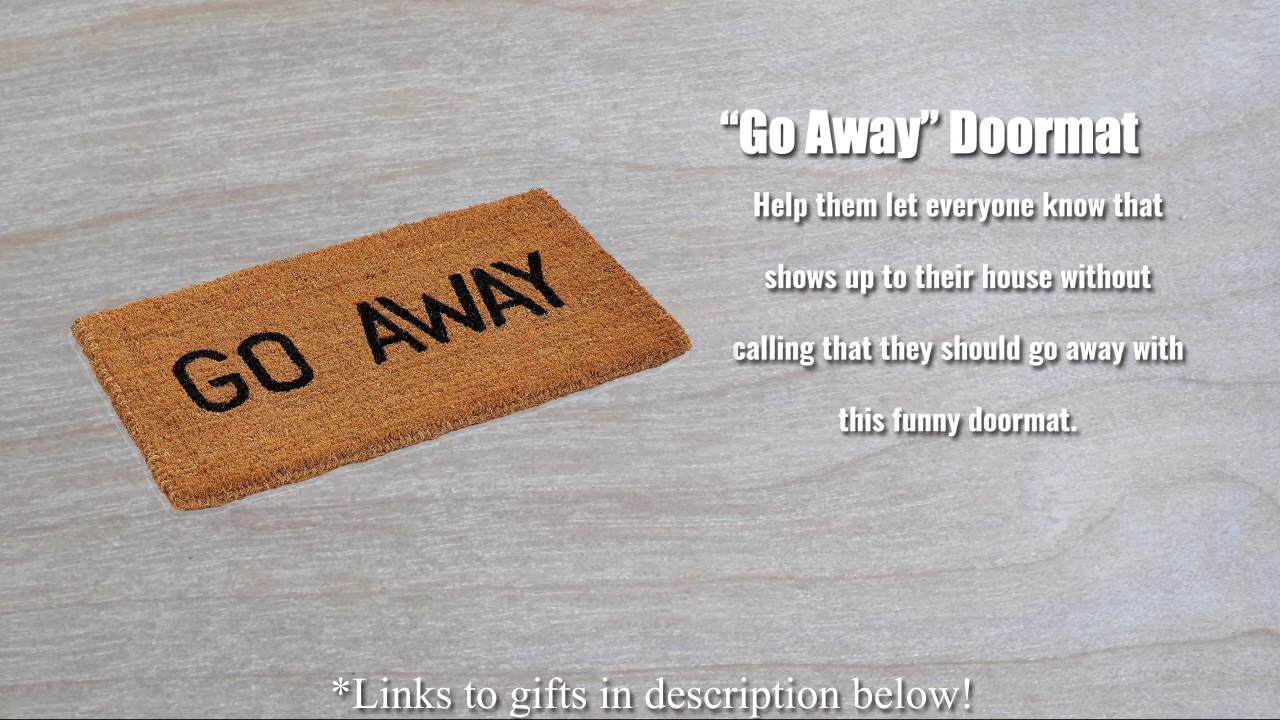 “Go Away” Doormat
Help them let everyone know that
shows up to their house without
calling that they should go away with
this funny doormat.
GO AWAY
*Links to gifts in description below!